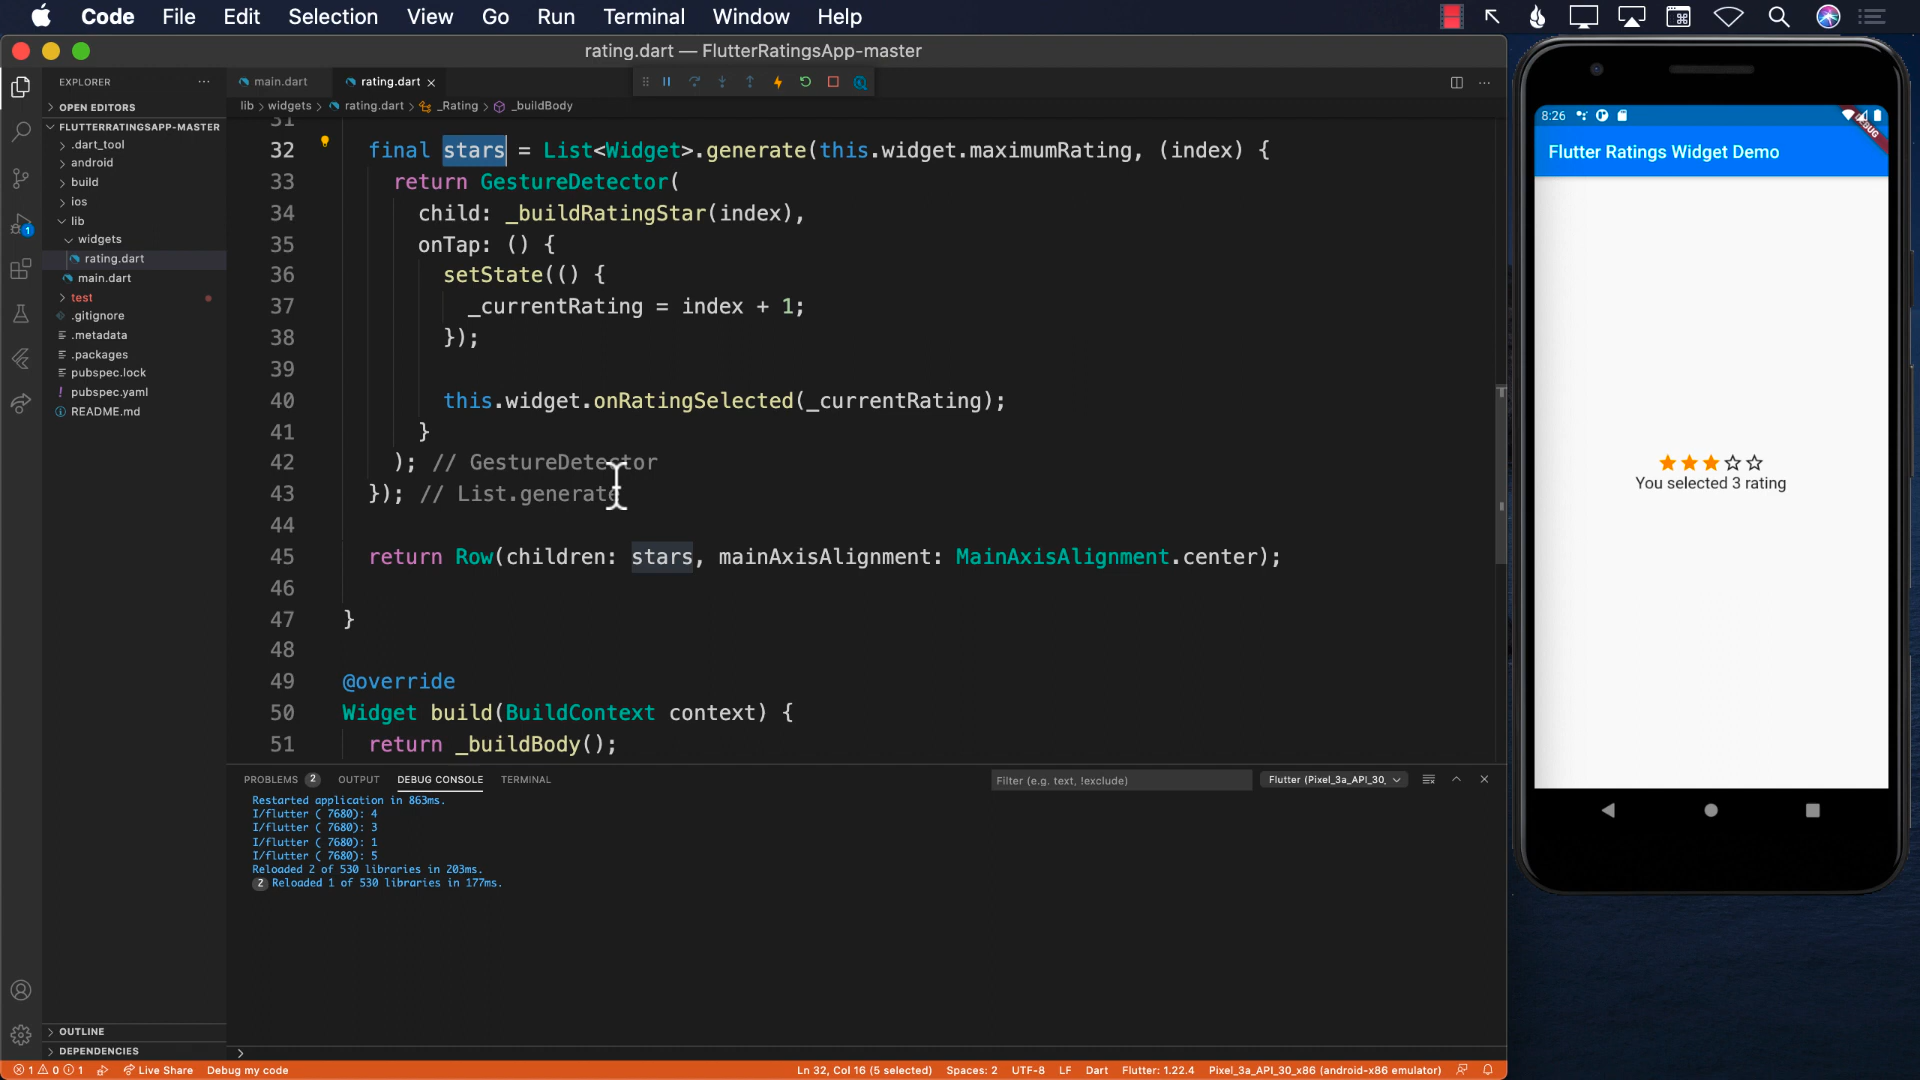 Code File Edit Selection View Go Run Terminal Window Help
rating.dart — FlutterRatingsApp-master
EXPLORER
main.dart
rating.dart
OPEN EDITORS
lib > widgets > rating.dart > _Rating > _buildBody
FLUTTERRATINGSAPP-MASTER
.dart_tool
android
build
ios
lib
widgets
rating.dart
main.dart
test
.gitignore
.metadata
.packages
pubspec.lock
pubspec.yaml
README.md
OUTLINE
DEPENDENCIES
31
32 final stars = List<Widget>.generate(this.widget.maximumRating, (index) {
33 return GestureDetector(
34 child: _buildRatingStar(index),
35 onTap: () {
36 setState(() {
37 _currentRating = index + 1;
38 });
39
40 this.widget.onRatingSelected(_currentRating);
41 }
42 ); // GestureDetector
43 }); // List.generate
44
45 return Row(children: stars, mainAxisAlignment: MainAxisAlignment.center);
46
47 }
48
49 @override
50 Widget build(BuildContext context) {
51 return _buildBody();
PROBLEMS 2 OUTPUT DEBUG CONSOLE TERMINAL
Filter (e.g. text, !exclude)
Flutter (Pixel_3a_API_30_
Restarted application in 863ms.
I/flutter ( 7680): 4
I/flutter ( 7680): 3
I/flutter ( 7680): 1
I/flutter ( 7680): 5
Reloaded 2 of 530 libraries in 203ms.
2 Reloaded 1 of 530 libraries in 177ms.
1 0 1 Live Share Debug my code
Ln 32, Col 16 (5 selected) Spaces: 2 UTF-8 LF Dart Flutter: 1.22.4 Pixel_3a_API_30_x86 (android-x86 emulator)
8:26
DEBUG
Flutter Ratings Widget Demo
You selected 3 rating